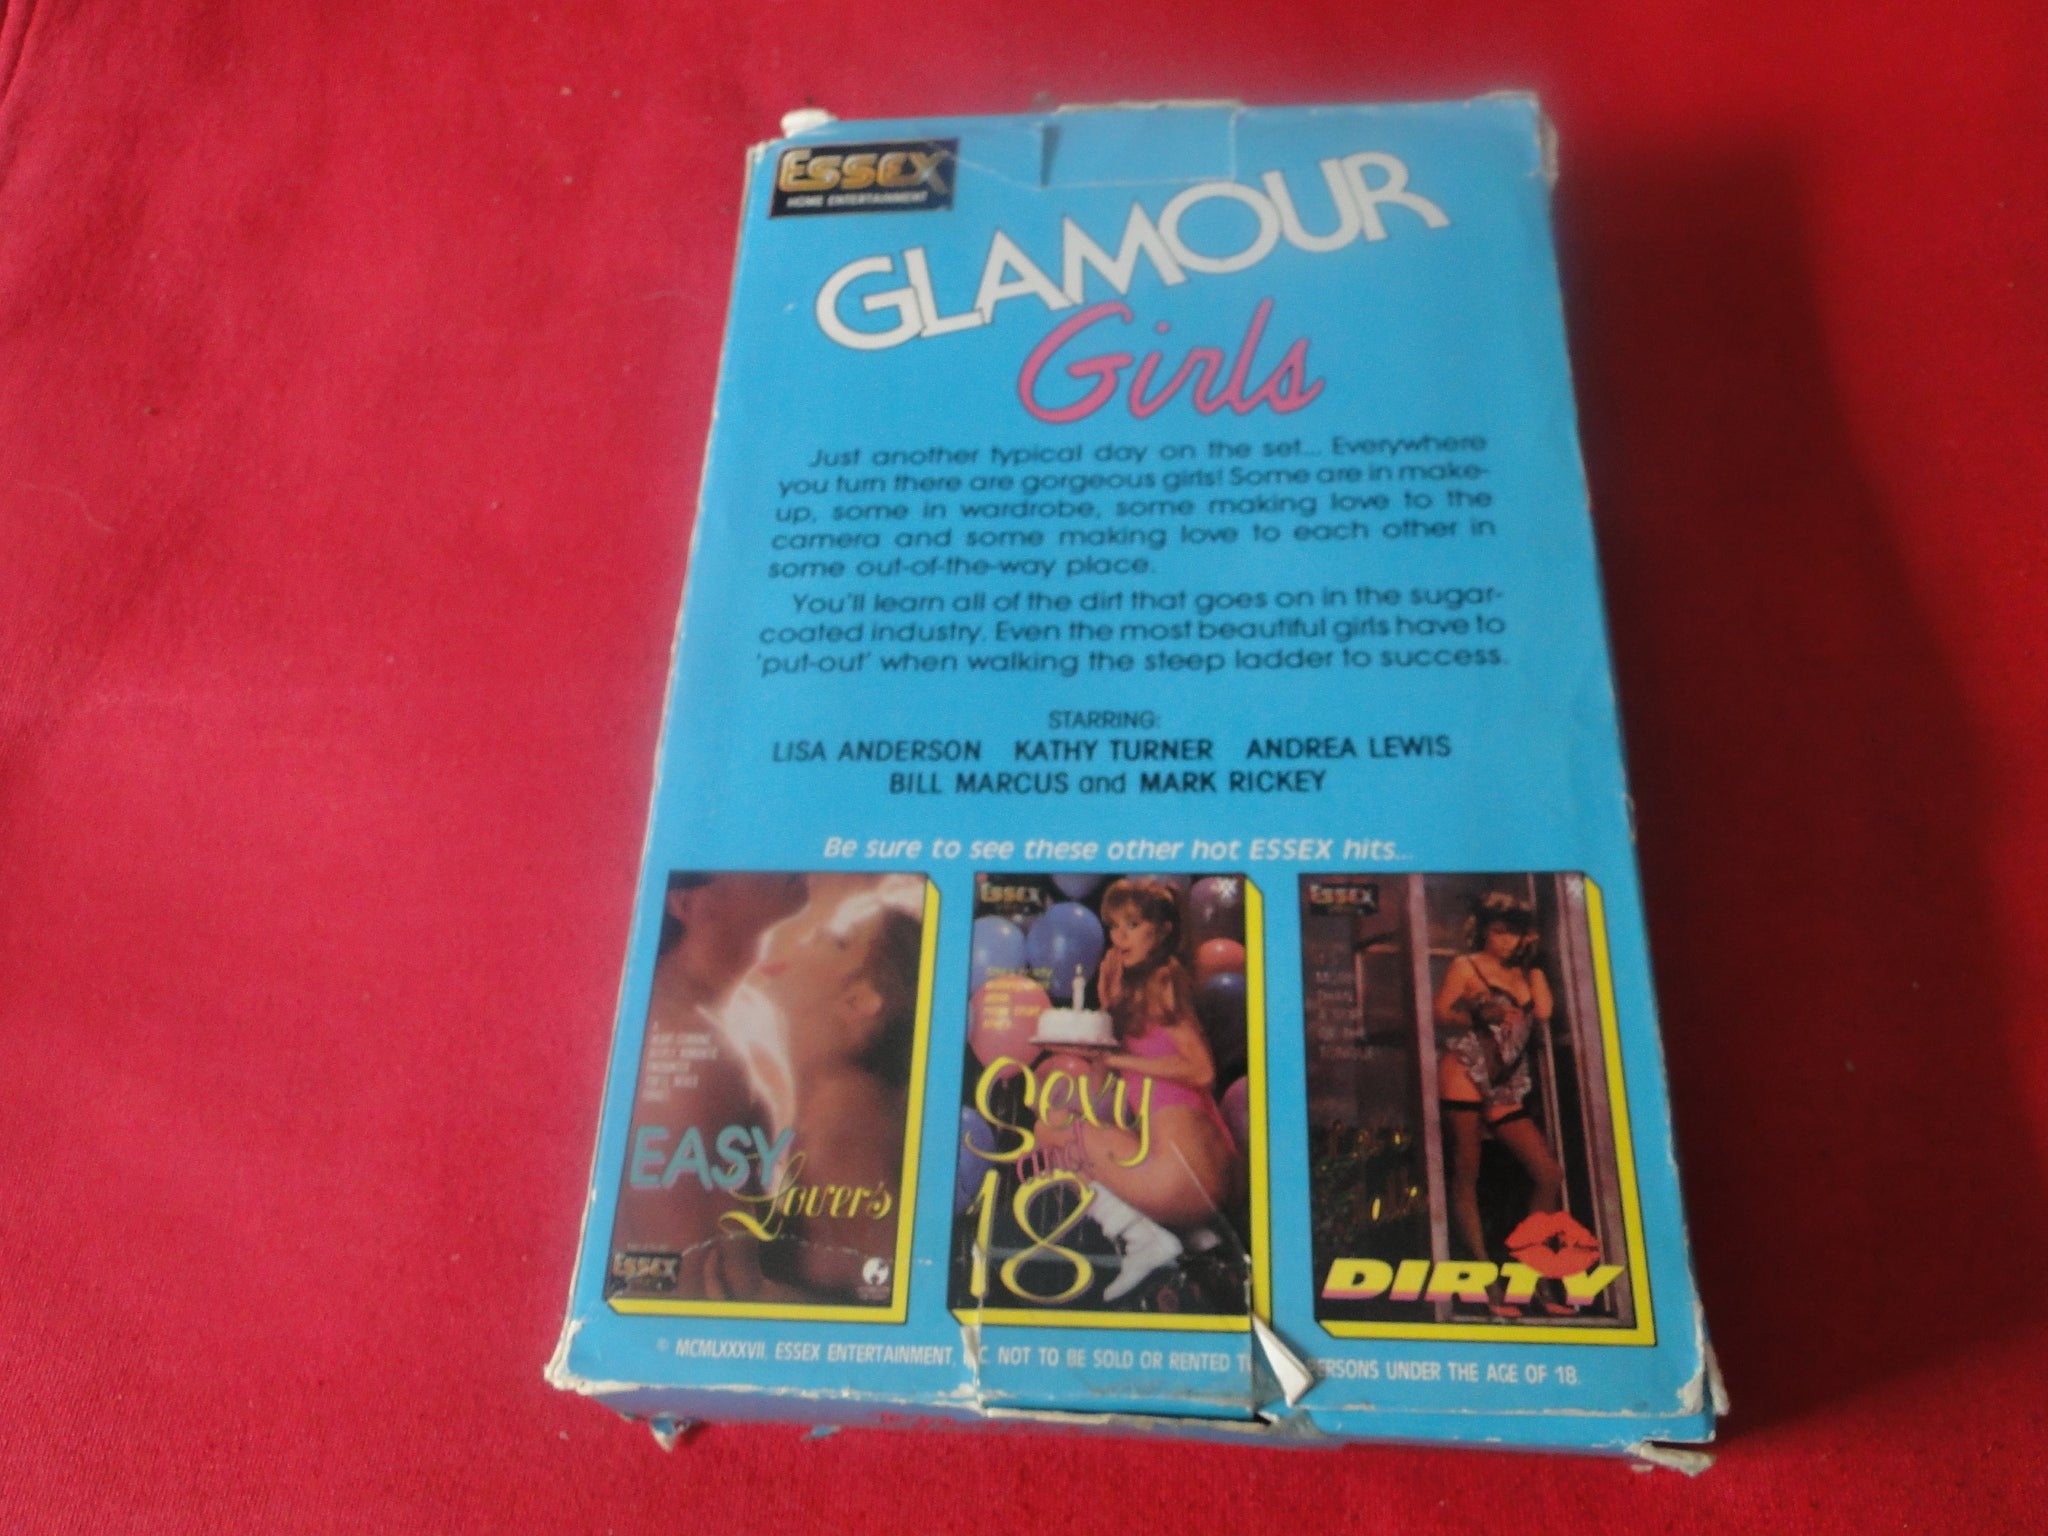 ESSEX
HOME ENTERTAINMENT
GLAMOUR
Girls
Just another typical day on the set... Everywhere
you turn there are gorgeous girls! Some are in make-
up, some in wardrobe, some making love to the
camera and some making love to each other in
some out-of-the-way place.
You'll learn all of the dirt that goes on in the sugar-
coated industry. Even the most beautiful girls have to
'put-out' when walking the steep ladder to success.
STARRING:
LISA ANDERSON KATHY TURNER ANDREA LEWIS
BILL MARCUS and MARK RICKEY
Be sure to see these other hot ESSEX hits...
EASY
Lovers
ESSEX
ESSEX
Sexy
and
18
ESSEX
DIRTY
© MCMLXXXVII, ESSEX ENTERTAINMENT, NOT TO BE SOLD OR RENTED UNDER THE AGE OF 18.